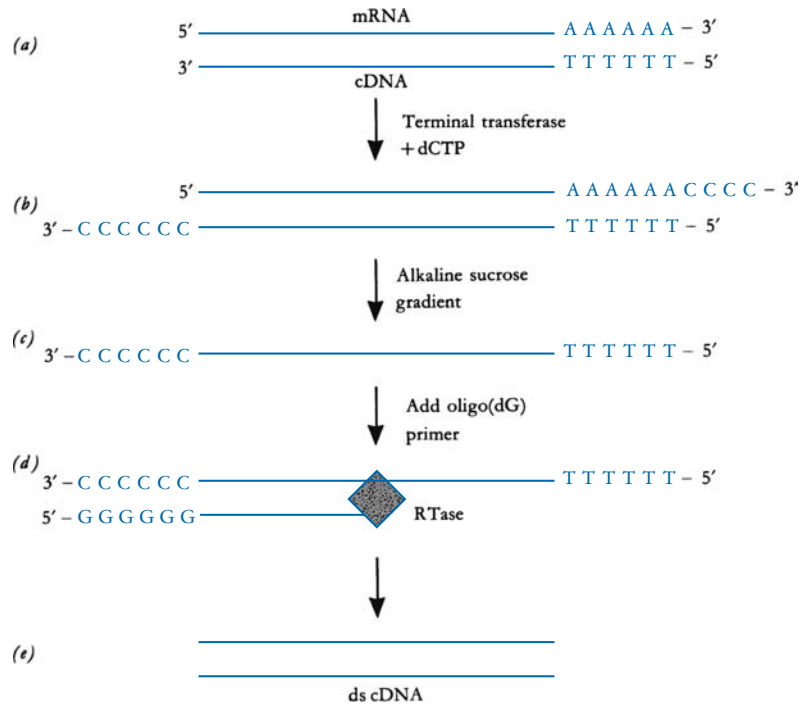 mRNA
5′ A A A A A A – 3′
(a)
3′ T T T T T T – 5′
cDNA
Terminal transferase
+ dCTP
5′ A A A A A A C C C C – 3′
(b)
3′ – C C C C C C T T T T T T – 5′
Alkaline sucrose
gradient
(c)
3′ – C C C C C C T T T T T T – 5′
Add oligo(dG)
primer
(d)
3′ – C C C C C C T T T T T T – 5′
5′ – G G G G G G RTase
(e)
ds cDNA